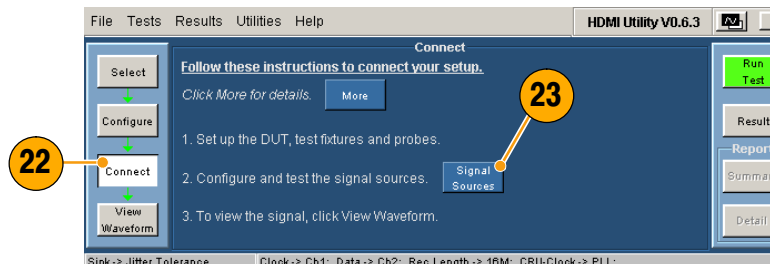 File Tests Results Utilities Help HDMI Utility V0.6.3
Connect
Select
Follow these instructions to connect your setup.
Run
Test
Click More for details. More
23
Configure
1. Set up the DUT, test fixtures and probes.
Result
22
Connect
2. Configure and test the signal sources. Signal
Sources
Report
Summa
View
Waveform
3. To view the signal, click View Waveform.
Detail
Sink -> Jitter Tolerance Clock -> Ch1: Data -> Ch2: Rec Length -> 16M: CRU-Clock -> PLL: